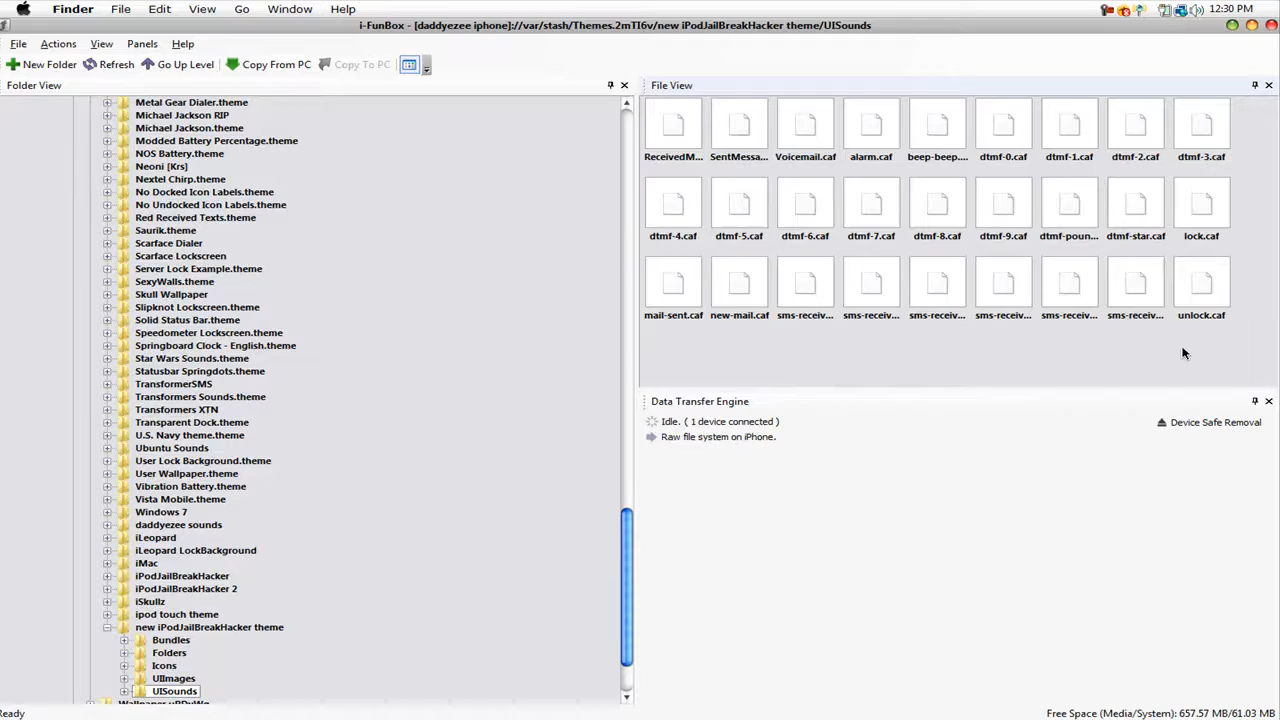 Finder File Edit View Go Window Help 12:30 PM
i-FunBox - [daddyezee iphone]://var/stash/Themes.2mTI6v/new iPodJailBreakHacker theme/UISounds
File Actions View Panels Help
New Folder Refresh Go Up Level Copy From PC Copy To PC
Folder View
Metal Gear Dialer.theme
Michael Jackson RIP
Michael Jackson.theme
Modded Battery Percentage.theme
NOS Battery.theme
Neoni [Krs]
Nextel Chirp.theme
No Docked Icon Labels.theme
No Undocked Icon Labels.theme
Red Received Texts.theme
Saurik.theme
Scarface Dialer
Scarface Lockscreen
Server Lock Example.theme
SexyWalls.theme
Skull Wallpaper
Slipknot Lockscreen.theme
Solid Status Bar.theme
Speedometer Lockscreen.theme
Springboard Clock - English.theme
Star Wars Sounds.theme
Statusbar Springdots.theme
TransformerSMS
Transformers Sounds.theme
Transformers XTN
Transparent Dock.theme
U.S. Navy theme.theme
Ubuntu Sounds
User Lock Background.theme
User Wallpaper.theme
Vibration Battery.theme
Vista Mobile.theme
Windows 7
daddyezee sounds
iLeopard
iLeopard LockBackground
iMac
iPodJailBreakHacker
iPodJailBreakHacker 2
iSkullz
ipod touch theme
new iPodJailBreakHacker theme
Bundles
Folders
Icons
UIImages
UISounds
File View
ReceivedM... SentMessa... Voicemail.caf alarm.caf beep-beep.... dtmf-0.caf dtmf-1.caf dtmf-2.caf dtmf-3.caf
dtmf-4.caf dtmf-5.caf dtmf-6.caf dtmf-7.caf dtmf-8.caf dtmf-9.caf dtmf-poun... dtmf-star.caf lock.caf
mail-sent.caf new-mail.caf sms-receiv... sms-receiv... sms-receiv... sms-receiv... sms-receiv... sms-receiv... unlock.caf
Data Transfer Engine
Idle. ( 1 device connected ) Device Safe Removal
Raw file system on iPhone.
Ready Free Space (Media/System): 657.57 MB/61.03 MB